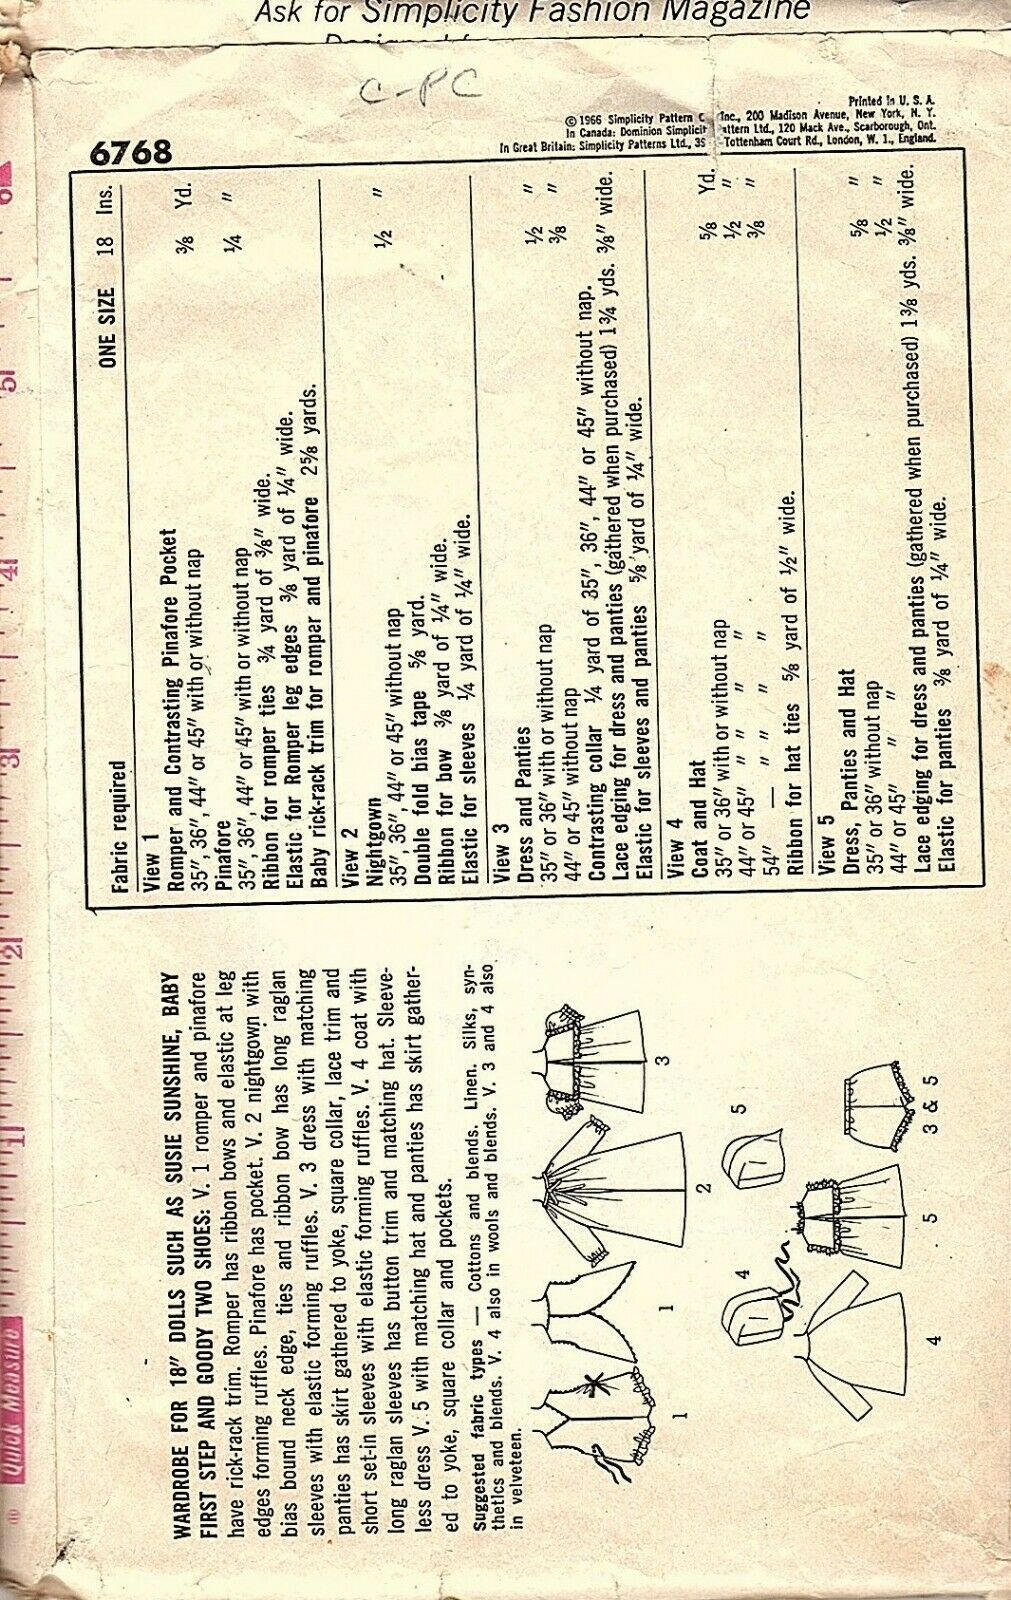 Ask for Simplicity Fashion Magazine
C-PC
6768
Printed in U. S. A.
© 1966 Simplicity Pattern C Inc., 200 Madison Avenue, New York, N. Y.
In Canada: Dominion Simplicit attern Ltd., 120 Mack Ave., Scarborough, Ont.
In Great Britain: Simplicity Patterns Ltd., 39 Tottenham Court Rd., London, W. 1., England.
ONE SIZE 18 Ins.
Fabric required
View 1
Romper and Contrasting Pinafore Pocket
35", 36", 44" or 45" with or without nap ⅜ Yd.
Pinafore
35", 36", 44" or 45" with or without nap ¼ "
Ribbon for romper ties ¾ yard of ⅜" wide.
Elastic for Romper leg edges ⅜ yard of ¼" wide.
Baby rick-rack trim for romper and pinafore 2⅝ yards.
View 2
Nightgown
35", 36", 44" or 45" without nap ½ "
Double fold bias tape ⅝ yard.
Ribbon for bow ⅜ yard of ¼" wide.
Elastic for sleeves ¼ yard of ¼" wide.
View 3
Dress and Panties
35" or 36" with or without nap ½ "
44" or 45" without nap ⅜ "
Contrasting collar ¼ yard of 35", 36", 44" or 45" without nap.
Lace edging for dress and panties (gathered when purchased) 1¾ yds. ⅜" wide.
Elastic for sleeves and panties ⅝ yard of ¼" wide.
View 4
Coat and Hat
35" or 36" with or without nap ⅝ Yd.
44" or 45" " " " " ½ "
54" — " " " ⅜ "
Ribbon for hat ties ⅝ yard of ½" wide.
View 5
Dress, Panties and Hat
35" or 36" without nap ⅝ "
44" or 45" " " ½ "
Lace edging for dress and panties (gathered when purchased) 1⅜ yds. ⅜" wide.
Elastic for panties ⅜ yard of ¼" wide.
WARDROBE FOR 18" DOLLS SUCH AS SUSIE SUNSHINE, BABY
FIRST STEP AND GOODY TWO SHOES: V. 1 romper and pinafore
have rick-rack trim. Romper has ribbon bows and elastic at leg
edges forming ruffles. Pinafore has pocket. V. 2 nightgown with
bias bound neck edge, ties and ribbon bow has long raglan
sleeves with elastic forming ruffles. V. 3 dress with matching
panties has skirt gathered to yoke, square collar, lace trim and
short set-in sleeves with elastic forming ruffles. V. 4 coat with
long raglan sleeves has button trim and matching hat. Sleeve-
less dress V. 5 with matching hat and panties has skirt gather-
ed to yoke, square collar and pockets.
Suggested fabric types — Cottons and blends. Linen. Silks, syn-
thetics and blends. V. 4 also in wools and blends. V. 3 and 4 also
in velveteen.
1
1
2
3
4
4
5
5
3 & 5
Quick Measure
1
2
3
4
5
6